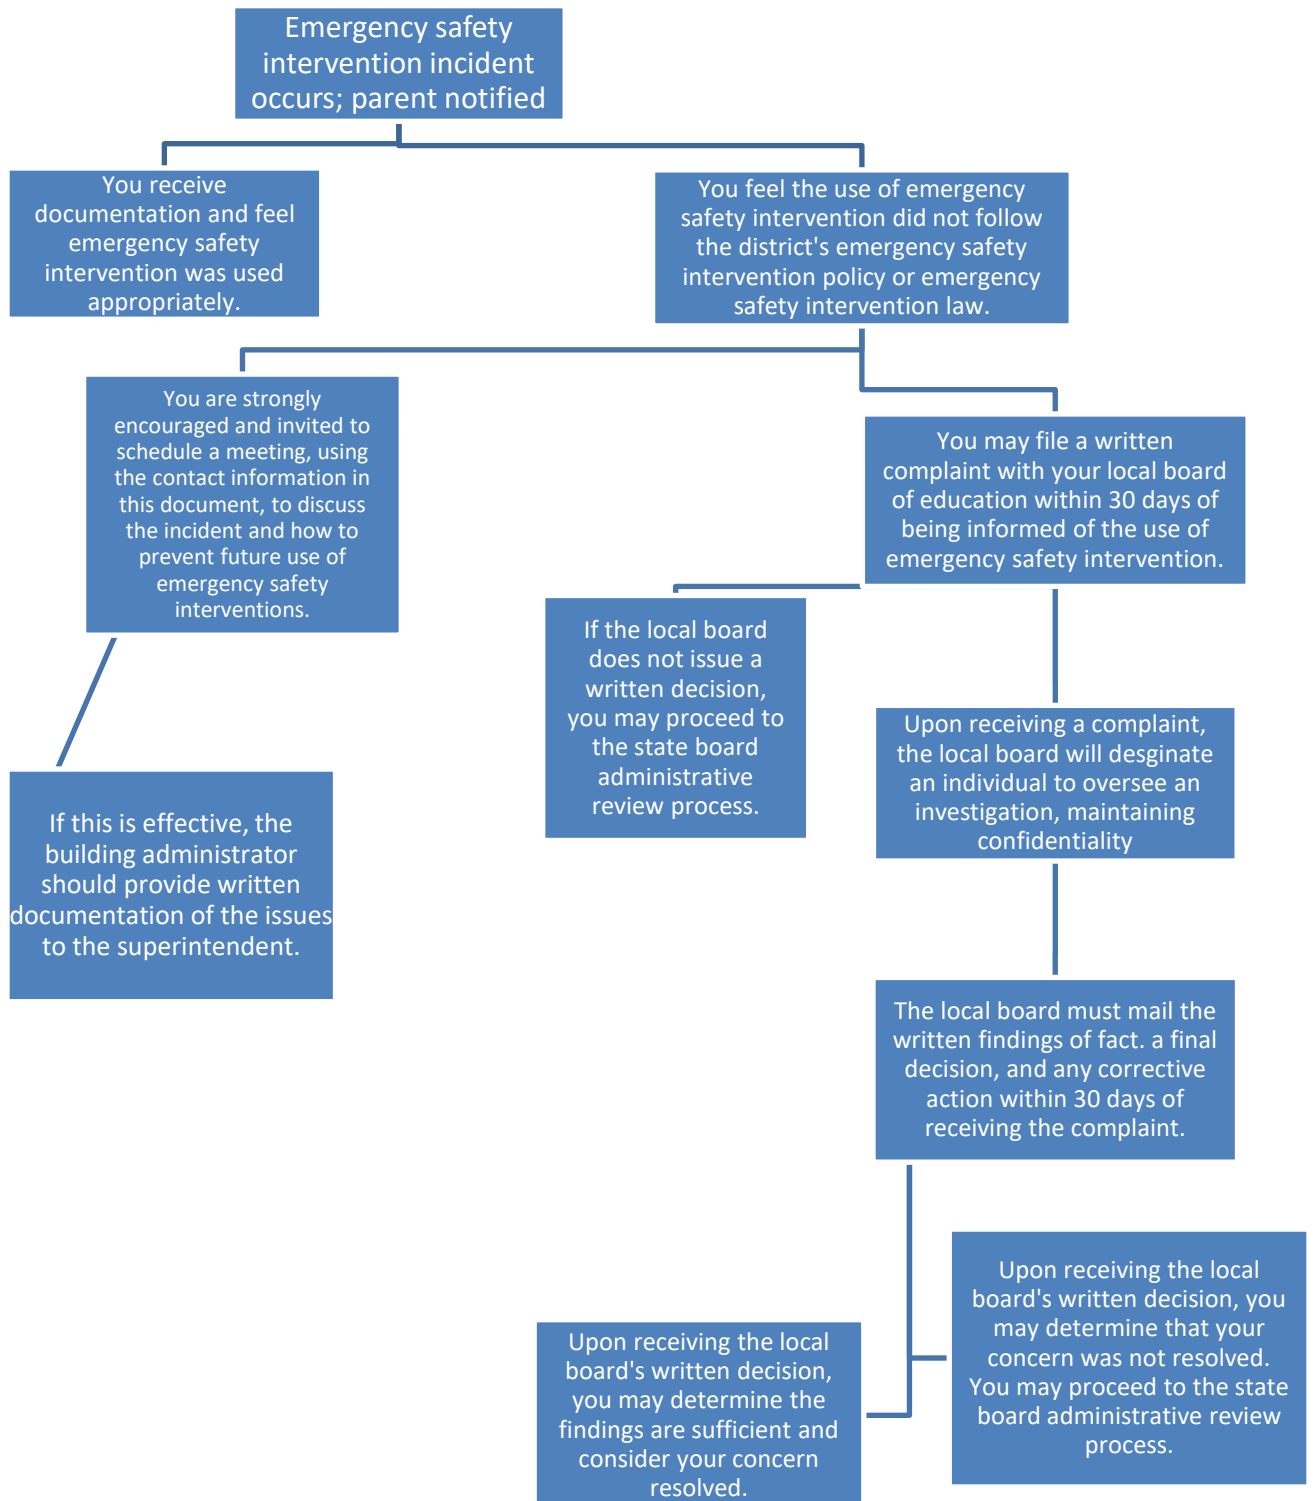 Emergency safety
intervention incident
occurs; parent notified
You receive
documentation and feel
emergency safety
intervention was used
appropriately.
You feel the use of emergency
safety intervention did not follow
the district's emergency safety
intervention policy or emergency
safety intervention law.
You are strongly
encouraged and invited to
schedule a meeting, using
the contact information in
this document, to discuss
the incident and how to
prevent future use of
emergency safety
interventions.
You may file a written
complaint with your local board
of education within 30 days of
being informed of the use of
emergency safety intervention.
If the local board
does not issue a
written decision,
you may proceed to
the state board
administrative
review process.
Upon receiving a complaint,
the local board will desginate
an individual to oversee an
investigation, maintaining
confidentiality
If this is effective, the
building administrator
should provide written
documentation of the issues
to the superintendent.
The local board must mail the
written findings of fact. a final
decision, and any corrective
action within 30 days of
receiving the complaint.
Upon receiving the local
board's written decision, you
may determine that your
concern was not resolved.
You may proceed to the state
board administrative review
process.
Upon receiving the local
board's written decision,
you may determine the
findings are sufficient and
consider your concern
resolved.